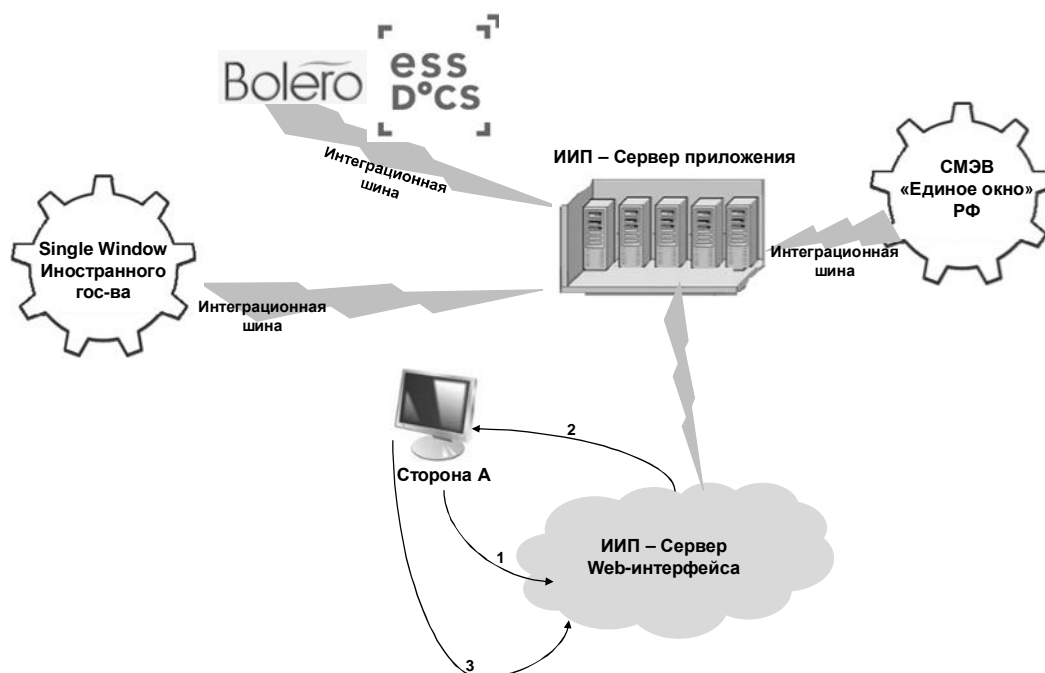 Bolero
ess
D°CS
Интеграционная
шина
ИИП – Сервер приложения
СМЭВ
«Единое окно»
РФ
Single Window
Иностранного
гос-ва
Интеграционная
шина
Интеграционная
шина
2
Сторона А
1
ИИП – Сервер
Web-интерфейса
3